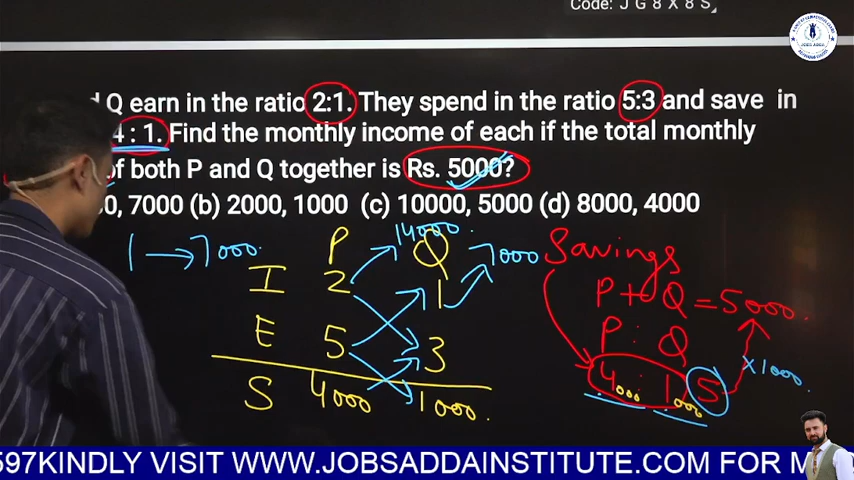 Code: J G 8 X 8 S
Q earn in the ratio 2:1. They spend in the ratio 5:3 and save in
4 : 1. Find the monthly income of each if the total monthly
of both P and Q together is Rs. 5000?
0, 7000 (b) 2000, 1000 (c) 10000, 5000 (d) 8000, 4000
1 → 7000.
P Q
14000
I 2 1 7000
E 5 3
S 4000 1000.
Savings
P + Q = 5000.
P : Q
4000 : 1000 5
×1000.
JOBS ADDA
597KINDLY VISIT WWW.JOBSADDAINSTITUTE.COM FOR M